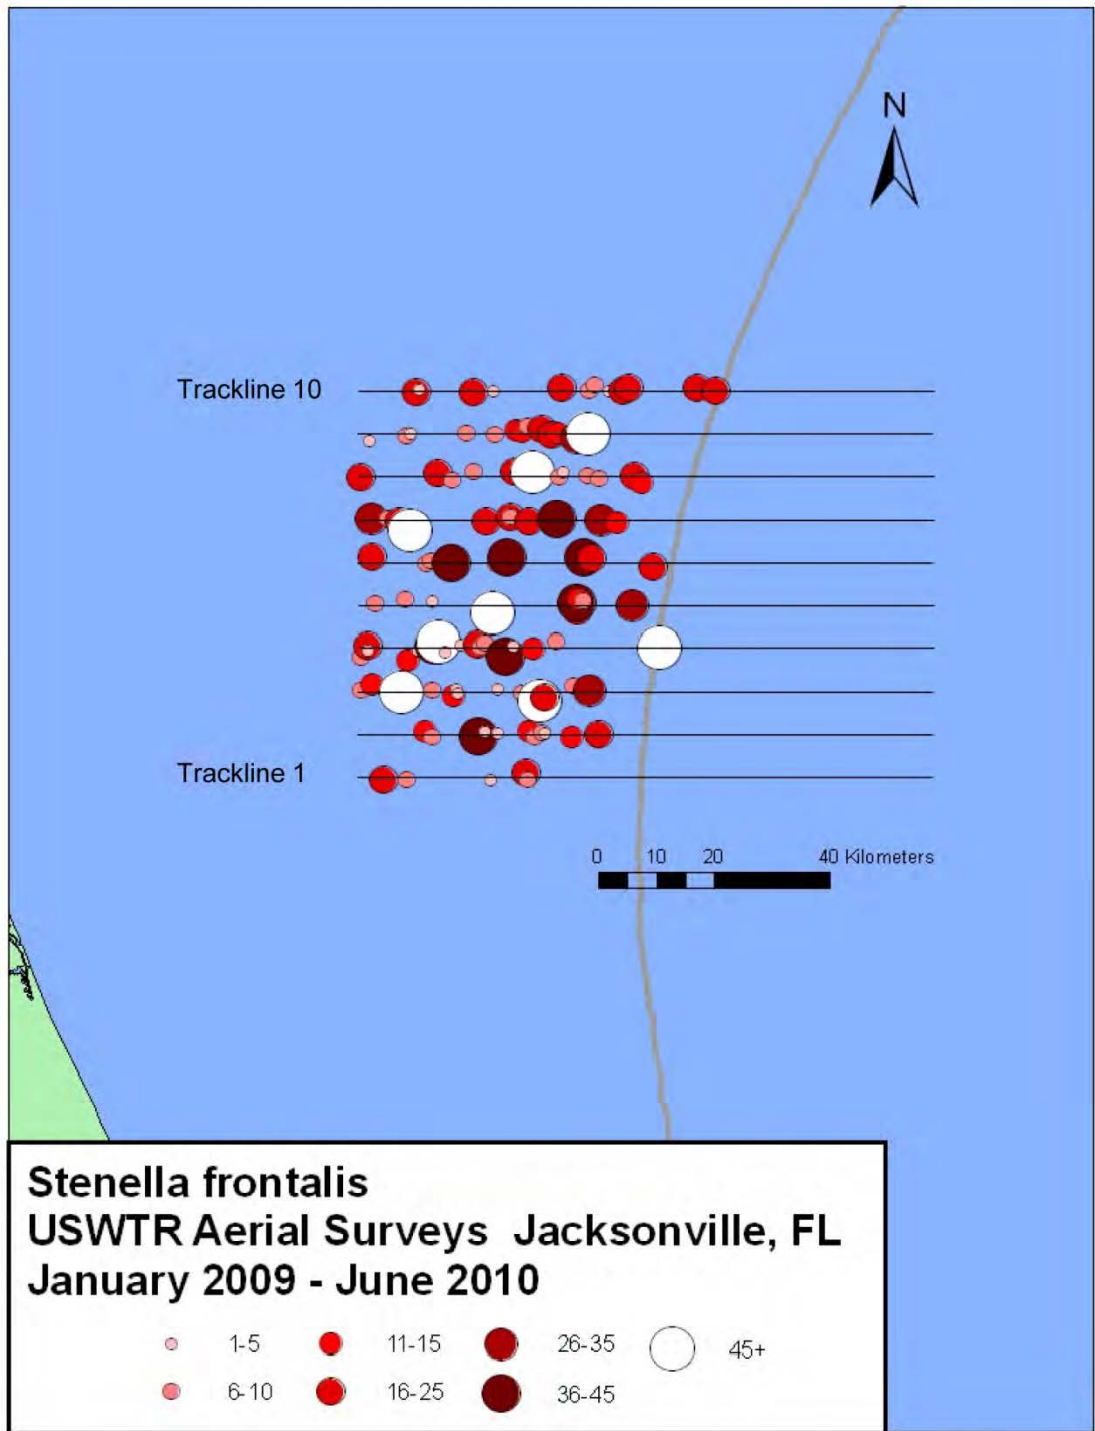 N
Trackline 10
Trackline 1
0 10 20 40 Kilometers
Stenella frontalis
USWTR Aerial Surveys Jacksonville, FL
January 2009 - June 2010
1-5 11-15 26-35 45+
6-10 16-25 36-45